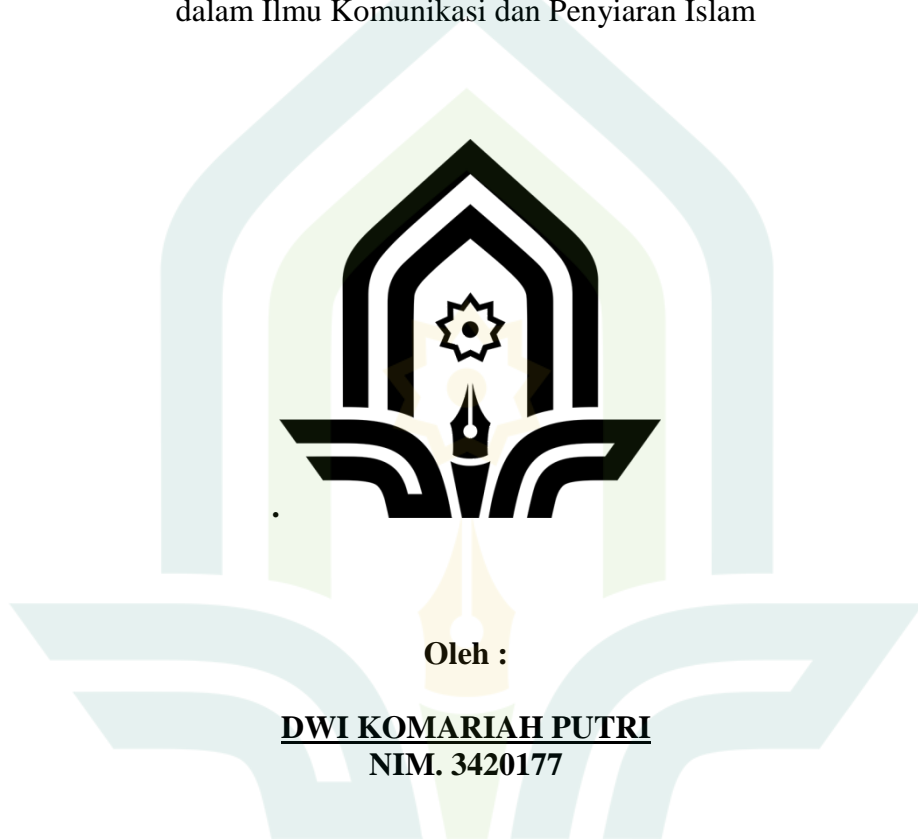 dalam Ilmu Komunikasi dan Penyiaran Islam
.
Oleh :
DWI KOMARIAH PUTRI
NIM. 3420177